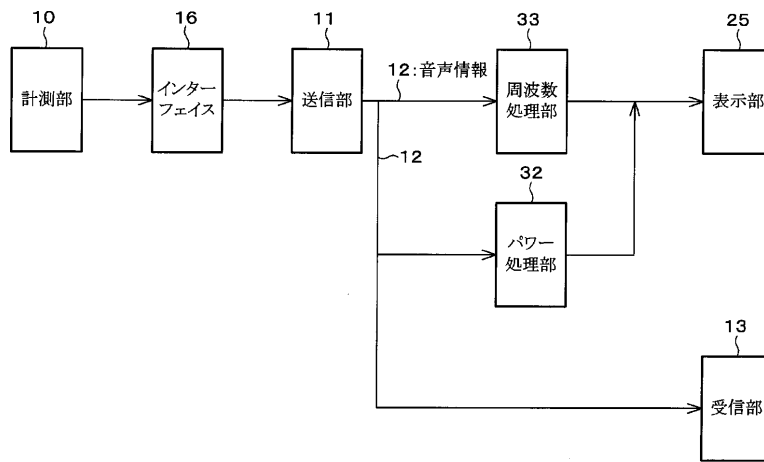 10
16
11
33
25
計測部
インター
フェイス
送信部
12:音声情報
周波数
処理部
表示部
12
32
パワー
処理部
13
受信部